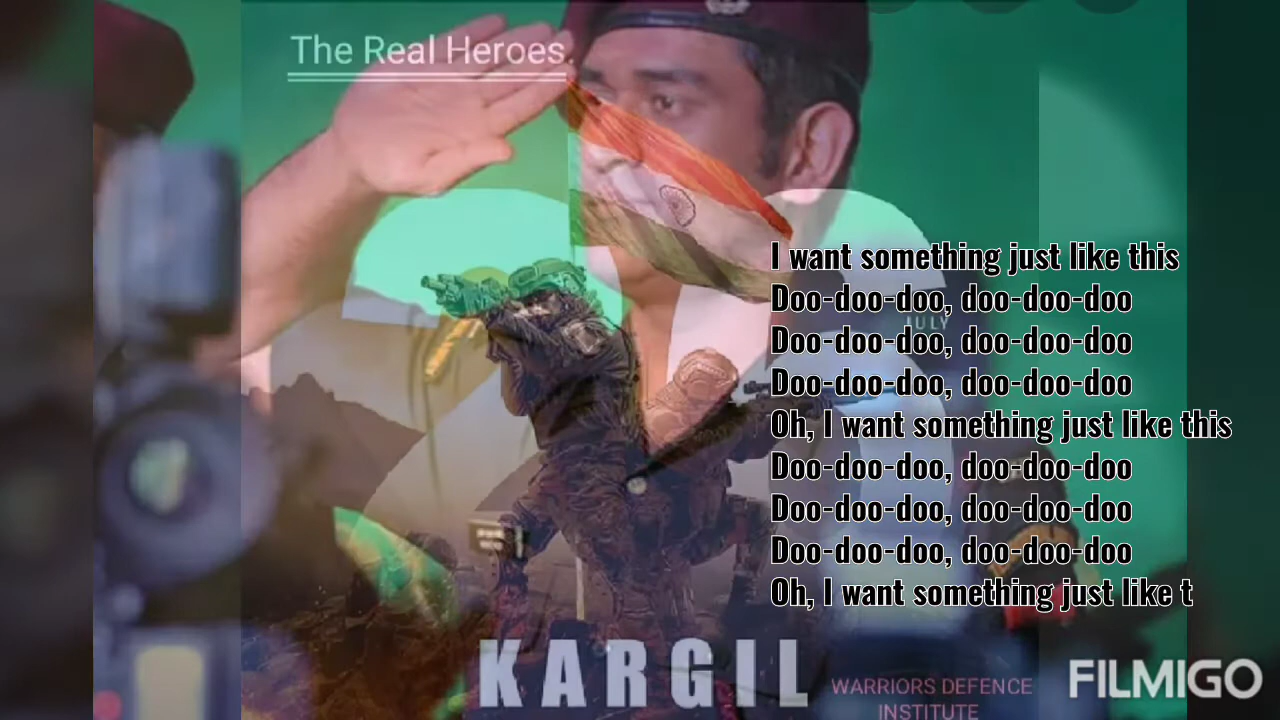 The Real Heroes.
I want something just like this
Doo-doo-doo, doo-doo-doo
JULY
Doo-doo-doo, doo-doo-doo
Doo-doo-doo, doo-doo-doo
Oh, I want something just like this
Doo-doo-doo, doo-doo-doo
Doo-doo-doo, doo-doo-doo
Doo-doo-doo, doo-doo-doo
Oh, I want something just like t
KARGIL
WARRIORS DEFENCE
INSTITUTE
FILMIGO